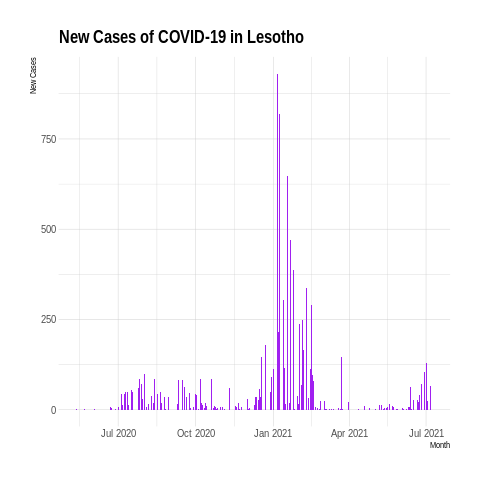 New Cases of COVID-19 in Lesotho
New Cases
750
500
250
0
Jul 2020
Oct 2020
Jan 2021
Apr 2021
Jul 2021
Month